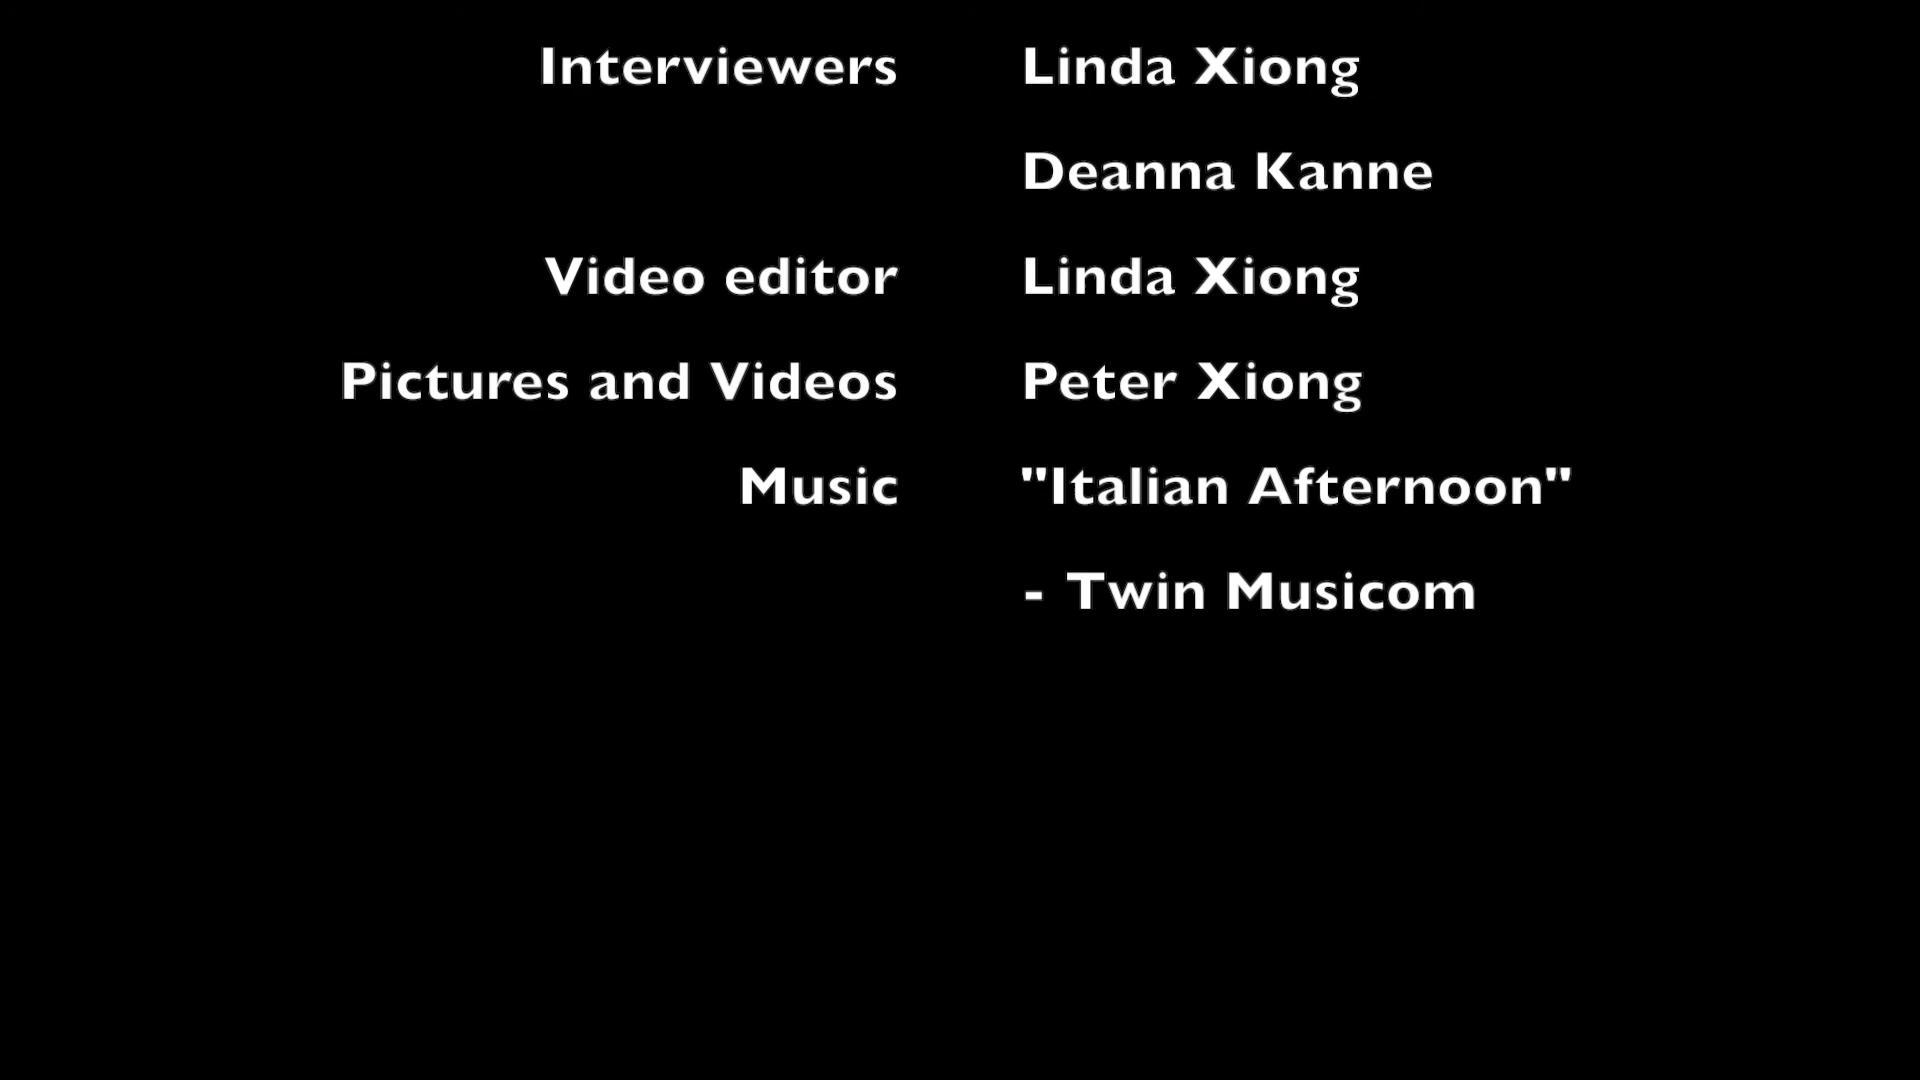 Interviewers Linda Xiong
Deanna Kanne
Video editor Linda Xiong
Pictures and Videos Peter Xiong
Music "Italian Afternoon"
- Twin Musicom